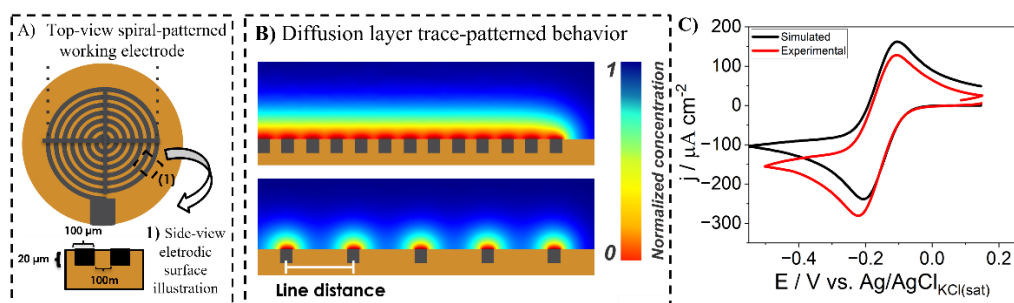 A) Top-view spiral-patterned
working electrode
(1)
100 µm
20 µm
100m
1) Side-view
eletrodic
surface
illustration
B) Diffusion layer trace-patterned behavior
1
Normalized concentration
0
Line distance
C)
Simulated
Experimental
j / µA cm⁻²
200
100
0
−100
−200
−300
−0.4
−0.2
0.0
0.2
E / V vs. Ag/AgCl KCl(sat)